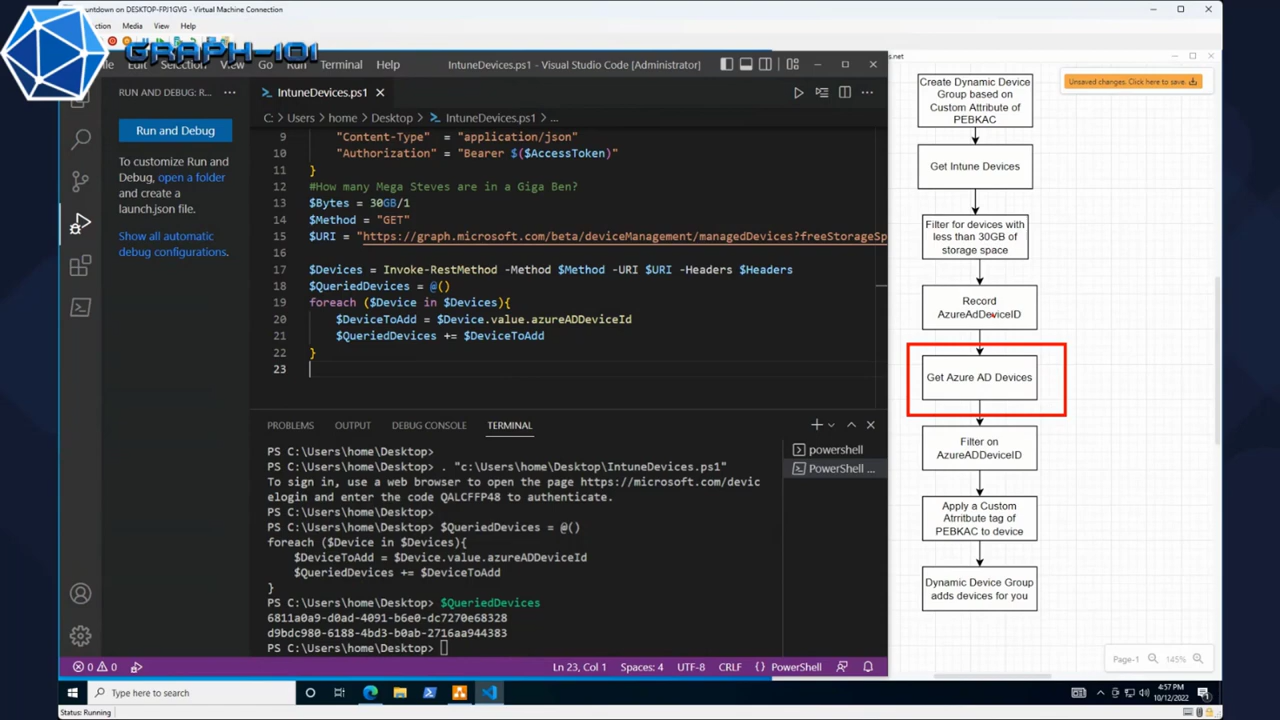 ountdown on DESKTOP-FPJ1GVG - Virtual Machine Connection
ction Media View Help
GRAPH-101
Edit Selection View Go Run Terminal IntuneDevices.ps1 - Visual Studio Code [Administrator]
RUN AND DEBUG: R...
Run and Debug
To customize Run and
Debug, open a folder
and create a
launch.json file.
Show all automatic
debug configurations.
IntuneDevices.ps1
C: > Users > home > Desktop > IntuneDevices.ps1 > ...
9 "Content-Type" = "application/json"
10 "Authorization" = "Bearer $($AccessToken)"
11 }
12 #How many Mega Steves are in a Giga Ben?
13 $Bytes = 30GB/1
14 $Method = "GET"
15 $URI = "https://graph.microsoft.com/beta/deviceManagement/managedDevices?freeStorageSp
16
17 $Devices = Invoke-RestMethod -Method $Method -URI $URI -Headers $Headers
18 $QueriedDevices = @()
19 foreach ($Device in $Devices){
20 $DeviceToAdd = $Device.value.azureADDeviceId
21 $QueriedDevices += $DeviceToAdd
22 }
23
PROBLEMS OUTPUT DEBUG CONSOLE TERMINAL
PS C:\Users\home\Desktop>
PS C:\Users\home\Desktop> . "c:\Users\home\Desktop\IntuneDevices.ps1"
To sign in, use a web browser to open the page https://microsoft.com/devic
elogin and enter the code QALCFFP48 to authenticate.
PS C:\Users\home\Desktop>
PS C:\Users\home\Desktop> $QueriedDevices = @()
foreach ($Device in $Devices){
$DeviceToAdd = $Device.value.azureADDeviceId
$QueriedDevices += $DeviceToAdd
}
PS C:\Users\home\Desktop> $QueriedDevices
6811a0a9-d0ad-4091-b6e0-dc7270e68328
d9bdc980-6188-4bd3-b0ab-2716aa944383
PS C:\Users\home\Desktop>
powershell
PowerShell ...
0 0
Ln 23, Col 1 Spaces: 4 UTF-8 CRLF {} PowerShell
s.net
Unsaved changes. Click here to save.
Create Dynamic Device
Group based on
Custom Attribute of
PEBKAC
Get Intune Devices
Filter for devices with
less than 30GB of
storage space
Record
AzureAdDeviceID
Get Azure AD Devices
Filter on
AzureADDeviceID
Apply a Custom
Atrritbute tag of
PEBKAC to device
Dynamic Device Group
adds devices for you
Page-1 145%
Type here to search
4:57 PM
10/12/2022
Status: Running